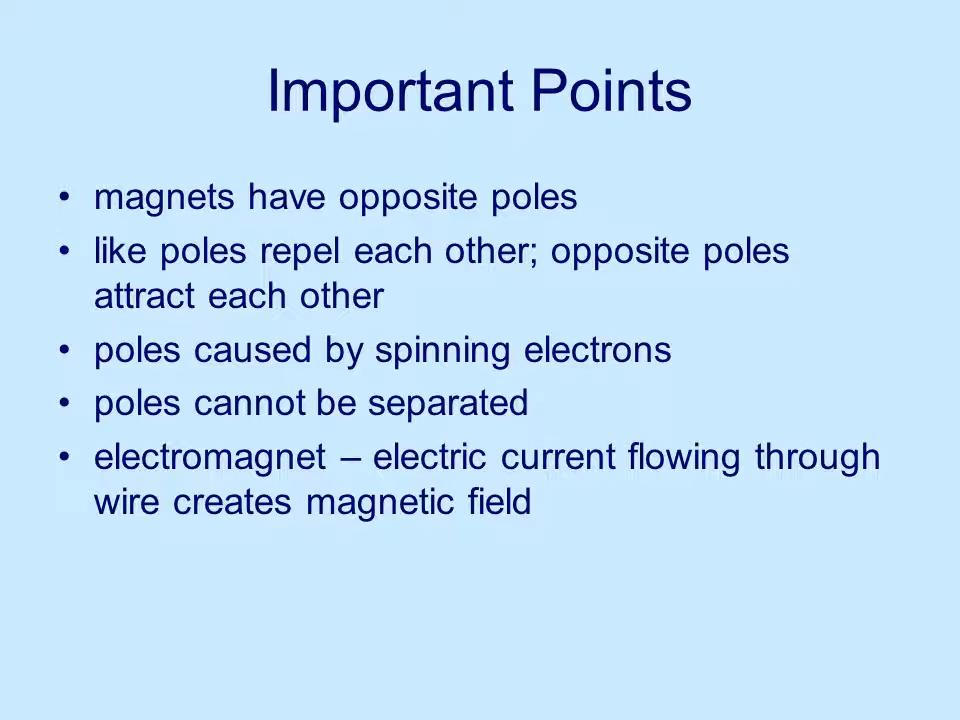 Important Points
• magnets have opposite poles
• like poles repel each other; opposite poles
attract each other
• poles caused by spinning electrons
• poles cannot be separated
• electromagnet – electric current flowing through
wire creates magnetic field